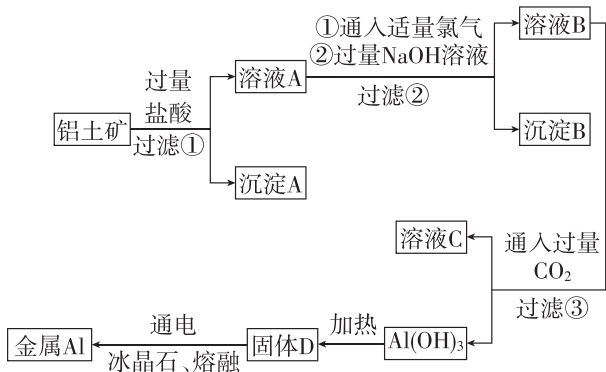 铝土矿
过量
盐酸
过滤①
溶液A
沉淀A
①通入适量氯气
②过量NaOH溶液
过滤②
溶液B
沉淀B
通入过量
CO₂
过滤③
溶液C
Al(OH)₃
加热
固体D
通电
冰晶石、熔融
金属Al